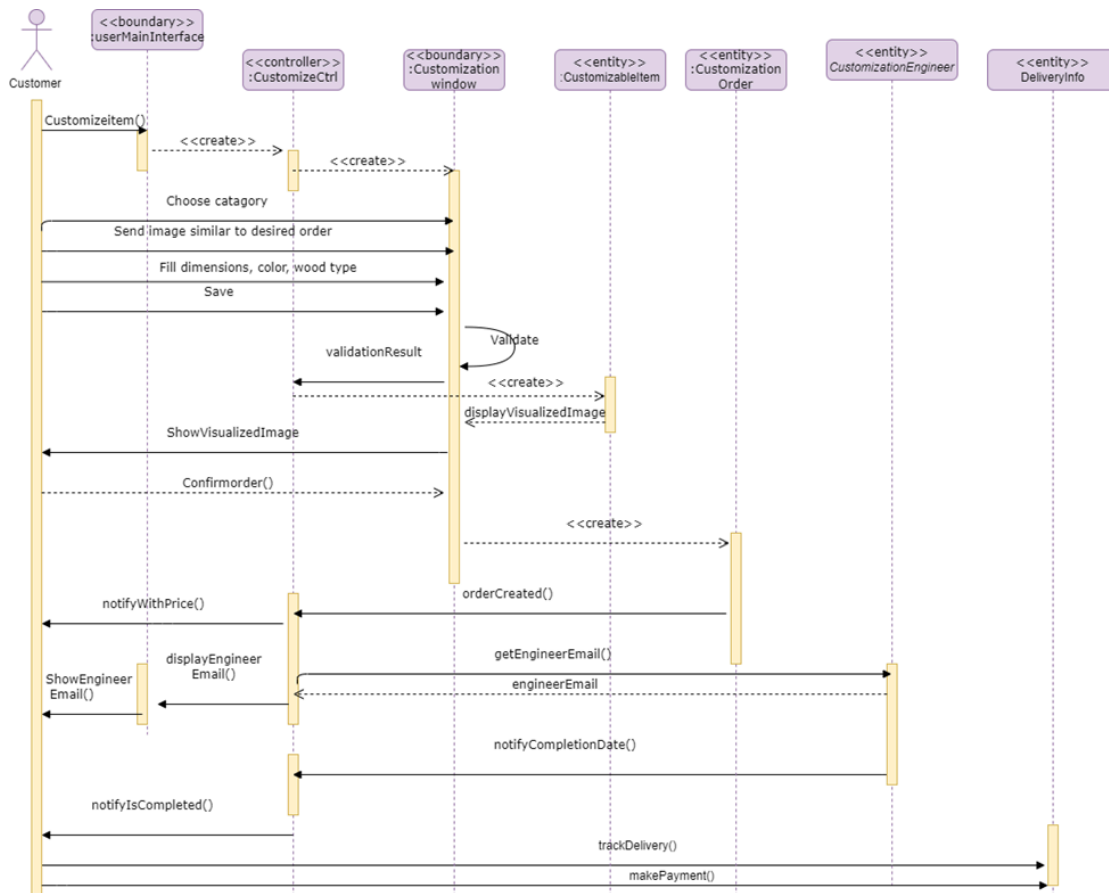 <<boundary>>
:userMainInterface
<<controller>>
:CustomizeCtrl
<<boundary>>
:Customization
window
<<entity>>
:CustomizableItem
<<entity>>
:Customization
Order
<<entity>>
CustomizationEngineer
<<entity>>
DeliveryInfo
Customer
Customizeitem()
<<create>>
<<create>>
Choose catagory
Send image similar to desired order
Fill dimensions, color, wood type
Save
Validate
validationResult
<<create>>
displayVisualizedImage
ShowVisualizedImage
Confirmorder()
<<create>>
orderCreated()
notifyWithPrice()
getEngineerEmail()
displayEngineer
Email()
engineerEmail
ShowEngineer
Email()
notifyCompletionDate()
notifyIsCompleted()
trackDelivery()
makePayment()